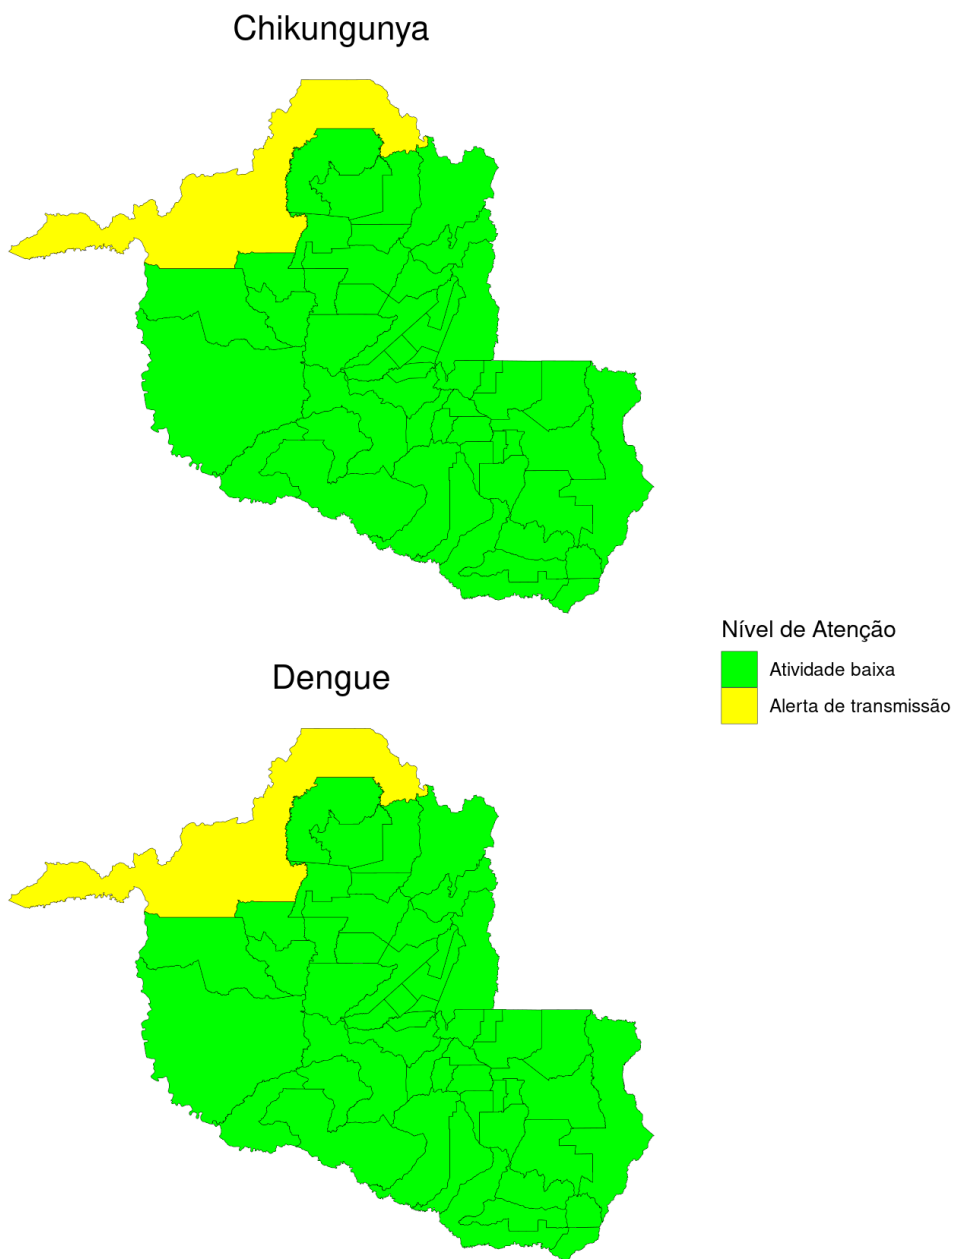 Chikungunya
Dengue
Nível de Atenção
Atividade baixa
Alerta de transmissão